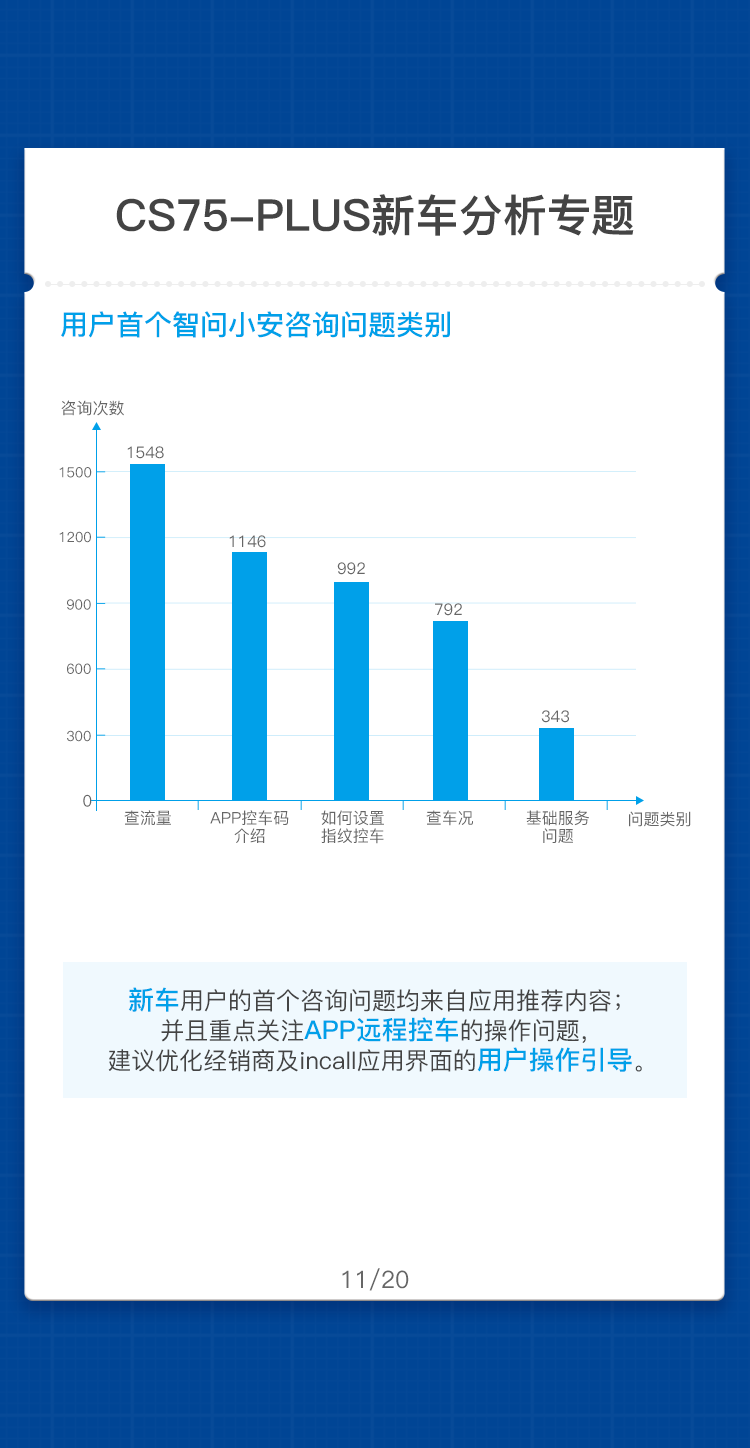 CS75-PLUS新车分析专题
用户首个智问小安咨询问题类别
咨询次数
1500
1200
900
600
300
0
1548
1146
992
792
343
查流量
APP控车码
介绍
如何设置
指纹控车
查车况
基础服务
问题
问题类别
新车用户的首个咨询问题均来自应用推荐内容；
并且重点关注APP远程控车的操作问题，
建议优化经销商及incall应用界面的用户操作引导。
11/20